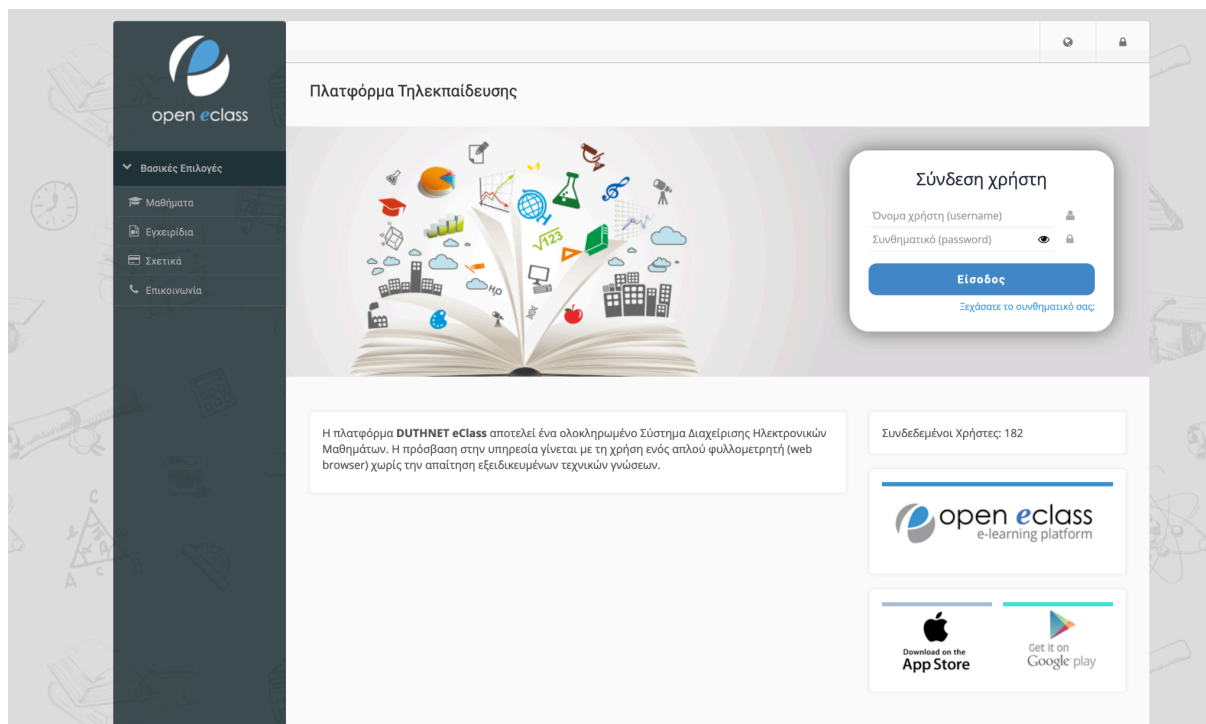 open eclass
Πλατφόρμα Τηλεκπαίδευσης
Βασικές Επιλογές
Μαθήματα
Εγχειρίδια
Σχετικά
Επικοινωνία
√123
H₂O
Σύνδεση χρήστη
Όνομα χρήστη (username)
Συνθηματικό (password)
Είσοδος
Ξεχάσατε το συνθηματικό σας;
Η πλατφόρμα DUTHNET eClass αποτελεί ένα ολοκληρωμένο Σύστημα Διαχείρισης Ηλεκτρονικών
Μαθημάτων. Η πρόσβαση στην υπηρεσία γίνεται με τη χρήση ενός απλού φυλλομετρητή (web
browser) χωρίς την απαίτηση εξειδικευμένων τεχνικών γνώσεων.
Συνδεδεμένοι Χρήστες: 182
open eclass
e-learning platform
Download on the
App Store
Get it on
Google play